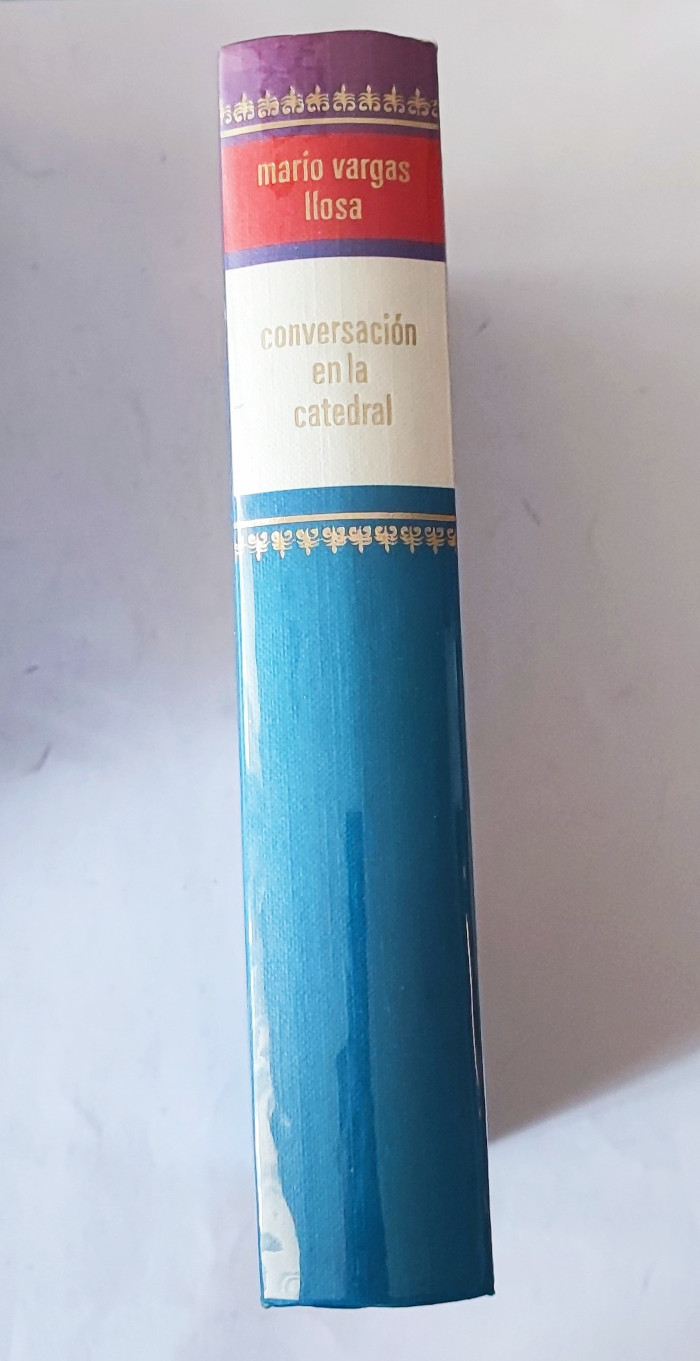 mario vargas
llosa
conversación
en la
catedral